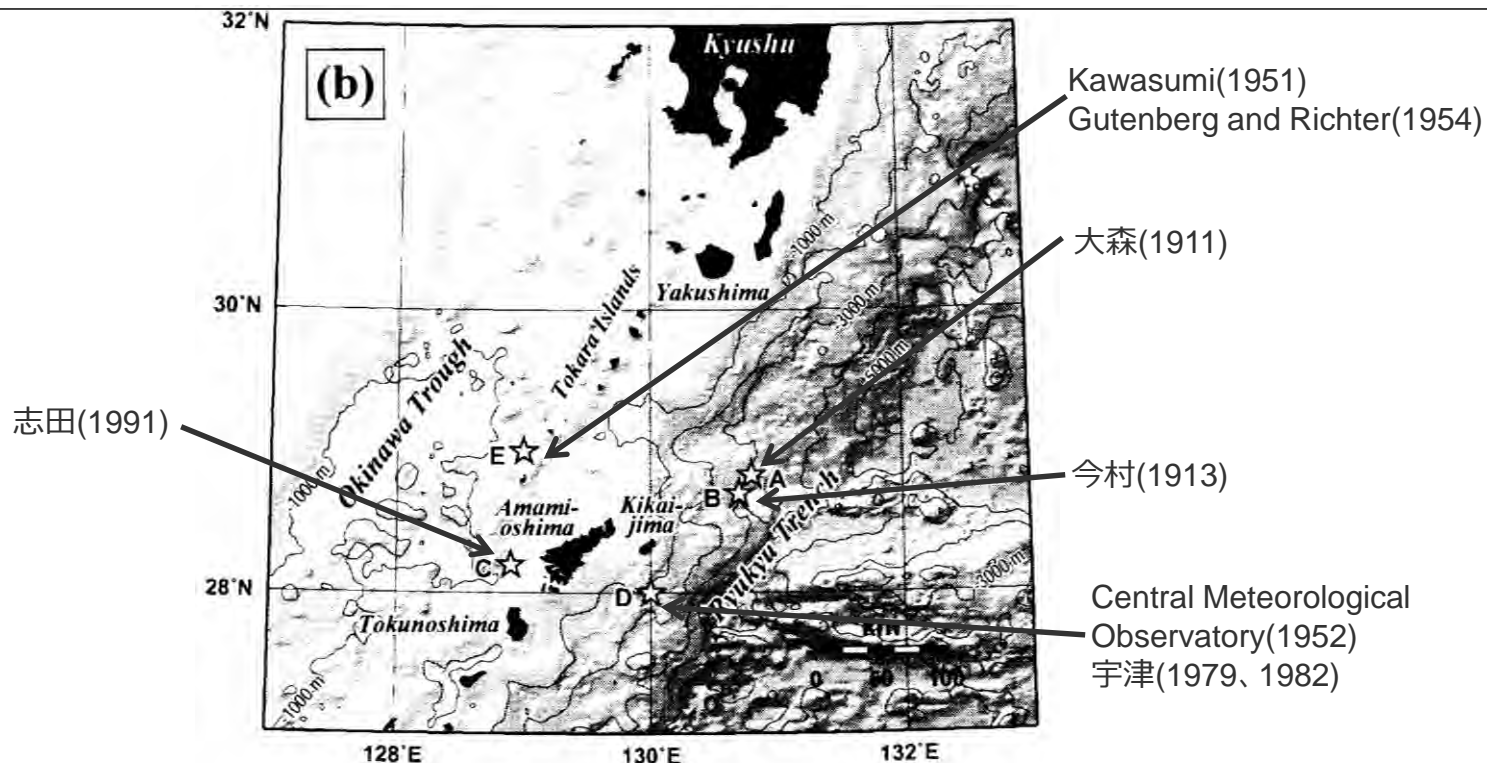 32°N
(b)
Kyushu
Kawasumi(1951)
Gutenberg and Richter(1954)
大森(1911)
-1000 m
Yakushima
30°N
-3000 m
Tokara Islands
-5000 m
Okinawa Trough
志田(1991)
E
A
今村(1913)
B
-1000 m
Amami-
oshima
Kikai-
jima
Ryukyu Trench
C
28°N
D
-3000 m
Tokunoshima
Central Meteorological
Observatory(1952)
宇津(1979、1982)
km
0 50 100
-1000 m
128°E
130°E
132°E